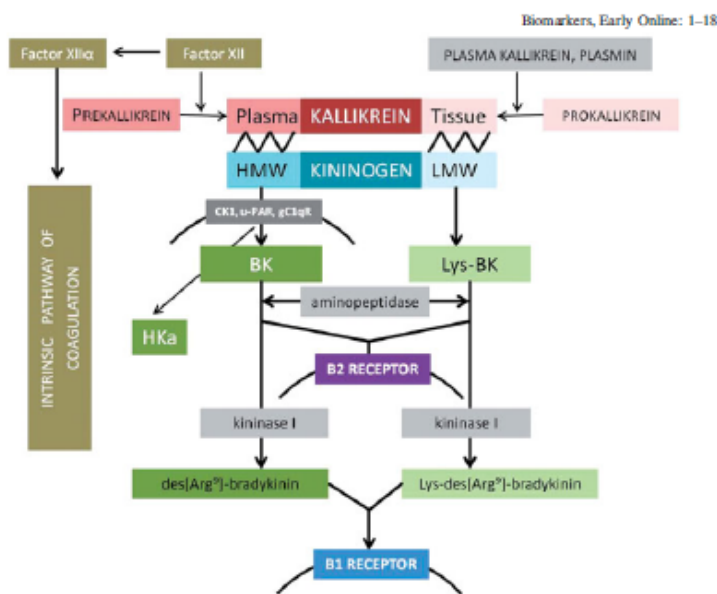 Biomarkers, Early Online: 1–18
Factor XIIα
Factor XII
PLASMA KALLIKREIN, PLASMIN
PREKALLIKREIN
Plasma
KALLIKREIN
Tissue
PROKALLIKREIN
HMW
KININOGEN
LMW
CK1, u-PAR, gC1qR
BK
Lys-BK
aminopeptidase
HKa
INTRINSIC PATHWAY OF
COAGULATION
B2 RECEPTOR
kininase I
kininase I
des[Arg⁹]-bradykinin
Lys-des[Arg⁹]-bradykinin
B1 RECEPTOR